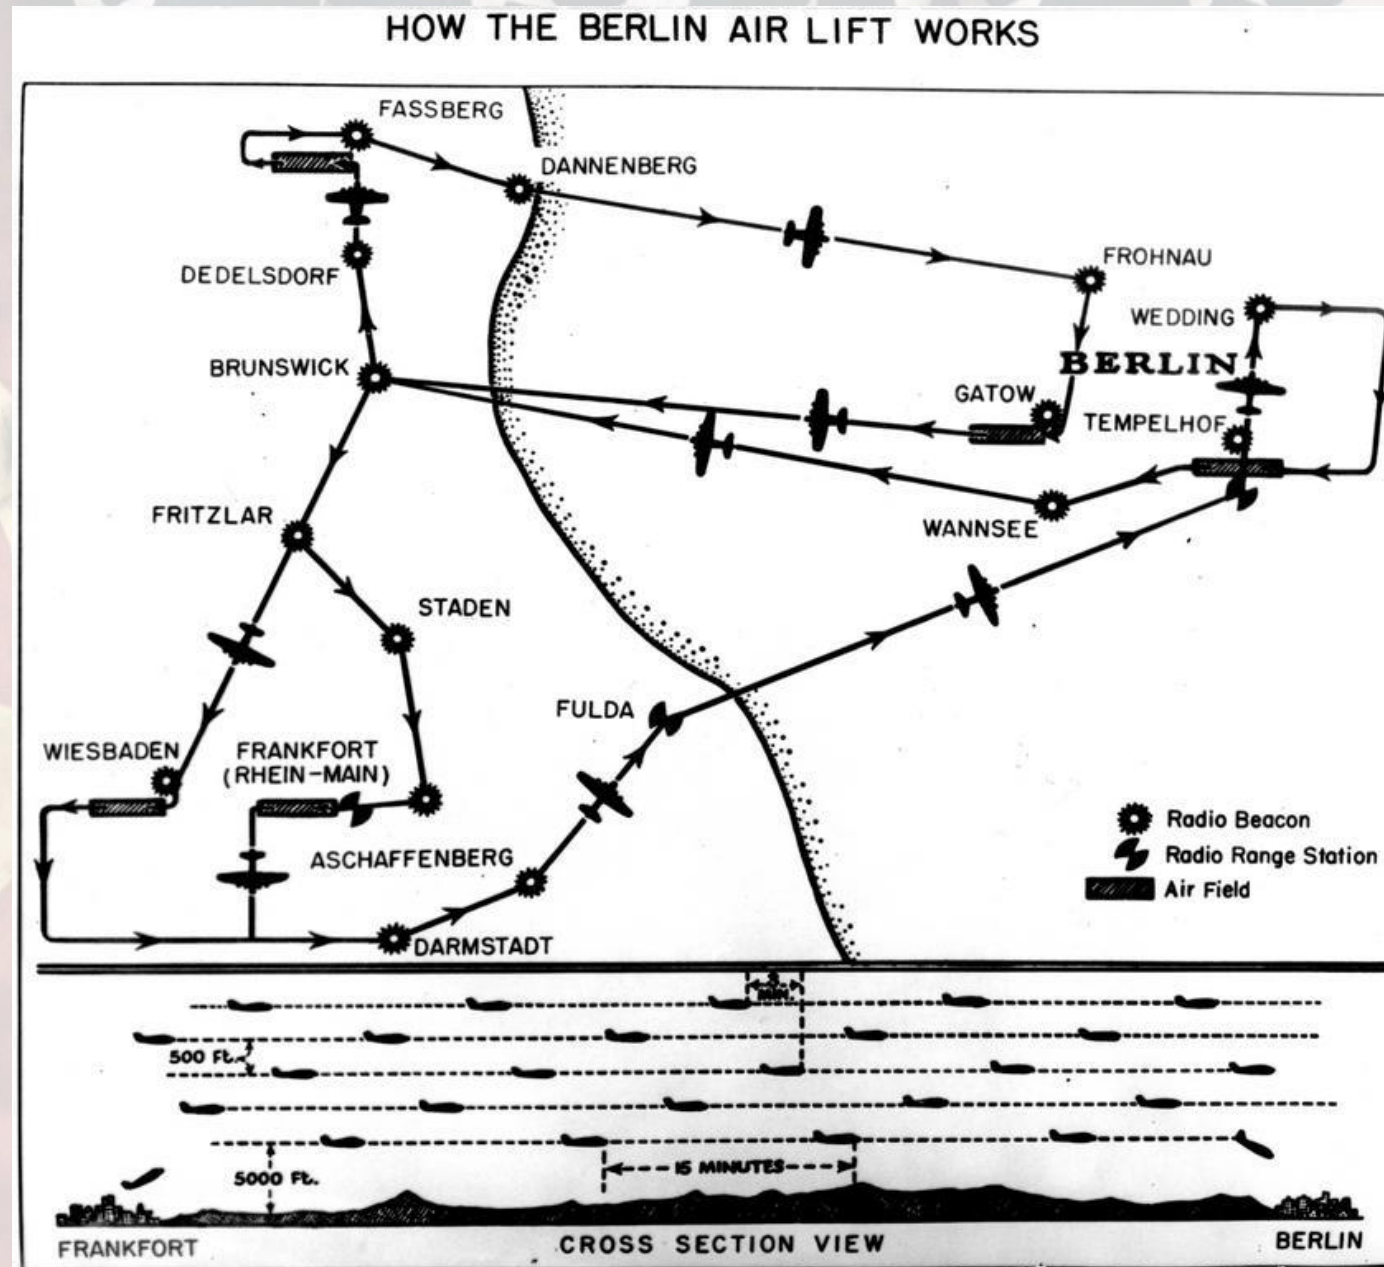 HOW THE BERLIN AIR LIFT WORKS
FASSBERG
DANNENBERG
DEDELSDORF
FROHNAU
WEDDING
BRUNSWICK
BERLIN
GATOW
TEMPELHOF
FRITZLAR
WANNSEE
STADEN
FULDA
WIESBADEN
FRANKFORT
(RHEIN-MAIN)
Radio Beacon
Radio Range Station
Air Field
ASCHAFFENBERG
DARMSTADT
3
MIN.
500 Ft.
15 MINUTES
5000 Ft.
FRANKFORT
CROSS SECTION VIEW
BERLIN